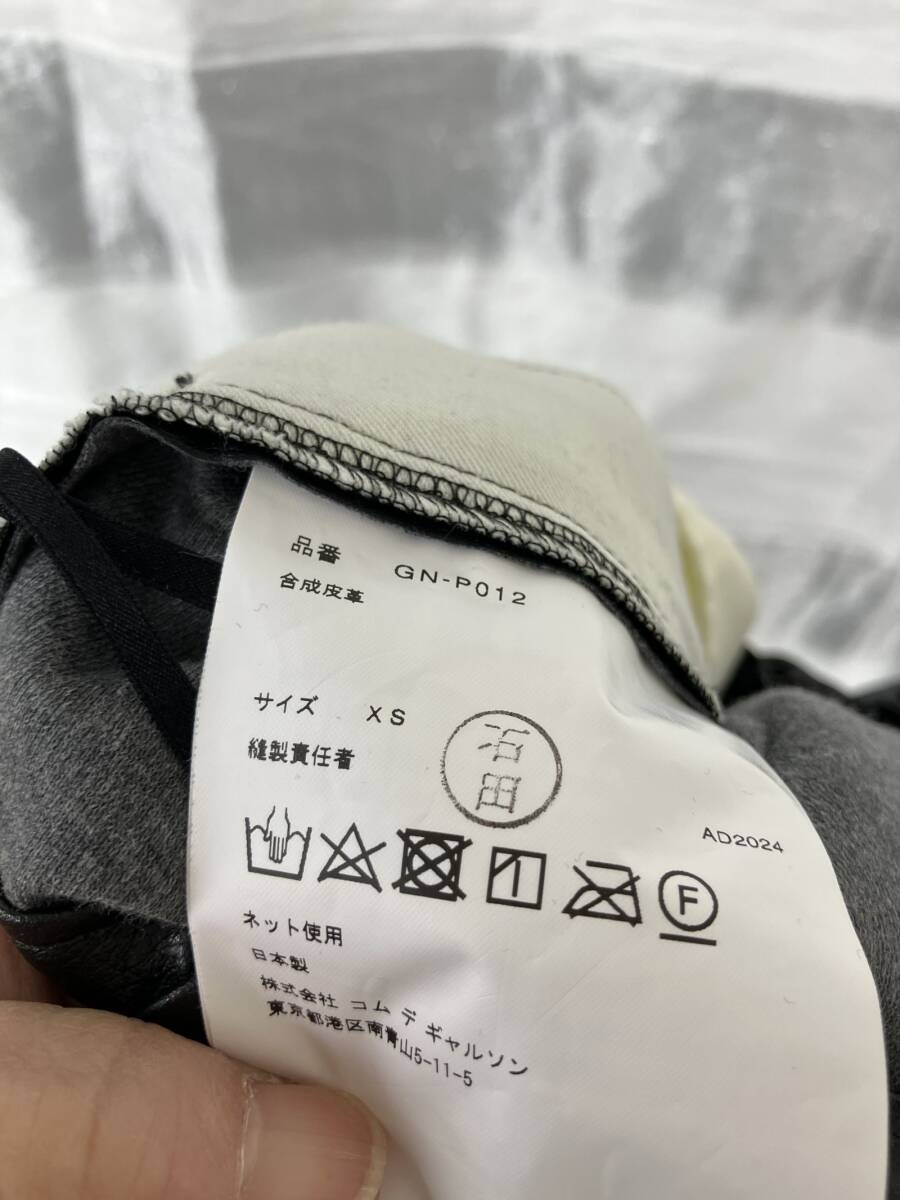 品番 GN-P012
合成皮革
サイズ XS
縫製責任者
沼田
AD2024
F
ネット使用
日本製
株式会社 コム デ ギャルソン
東京都港区南青山5-11-5